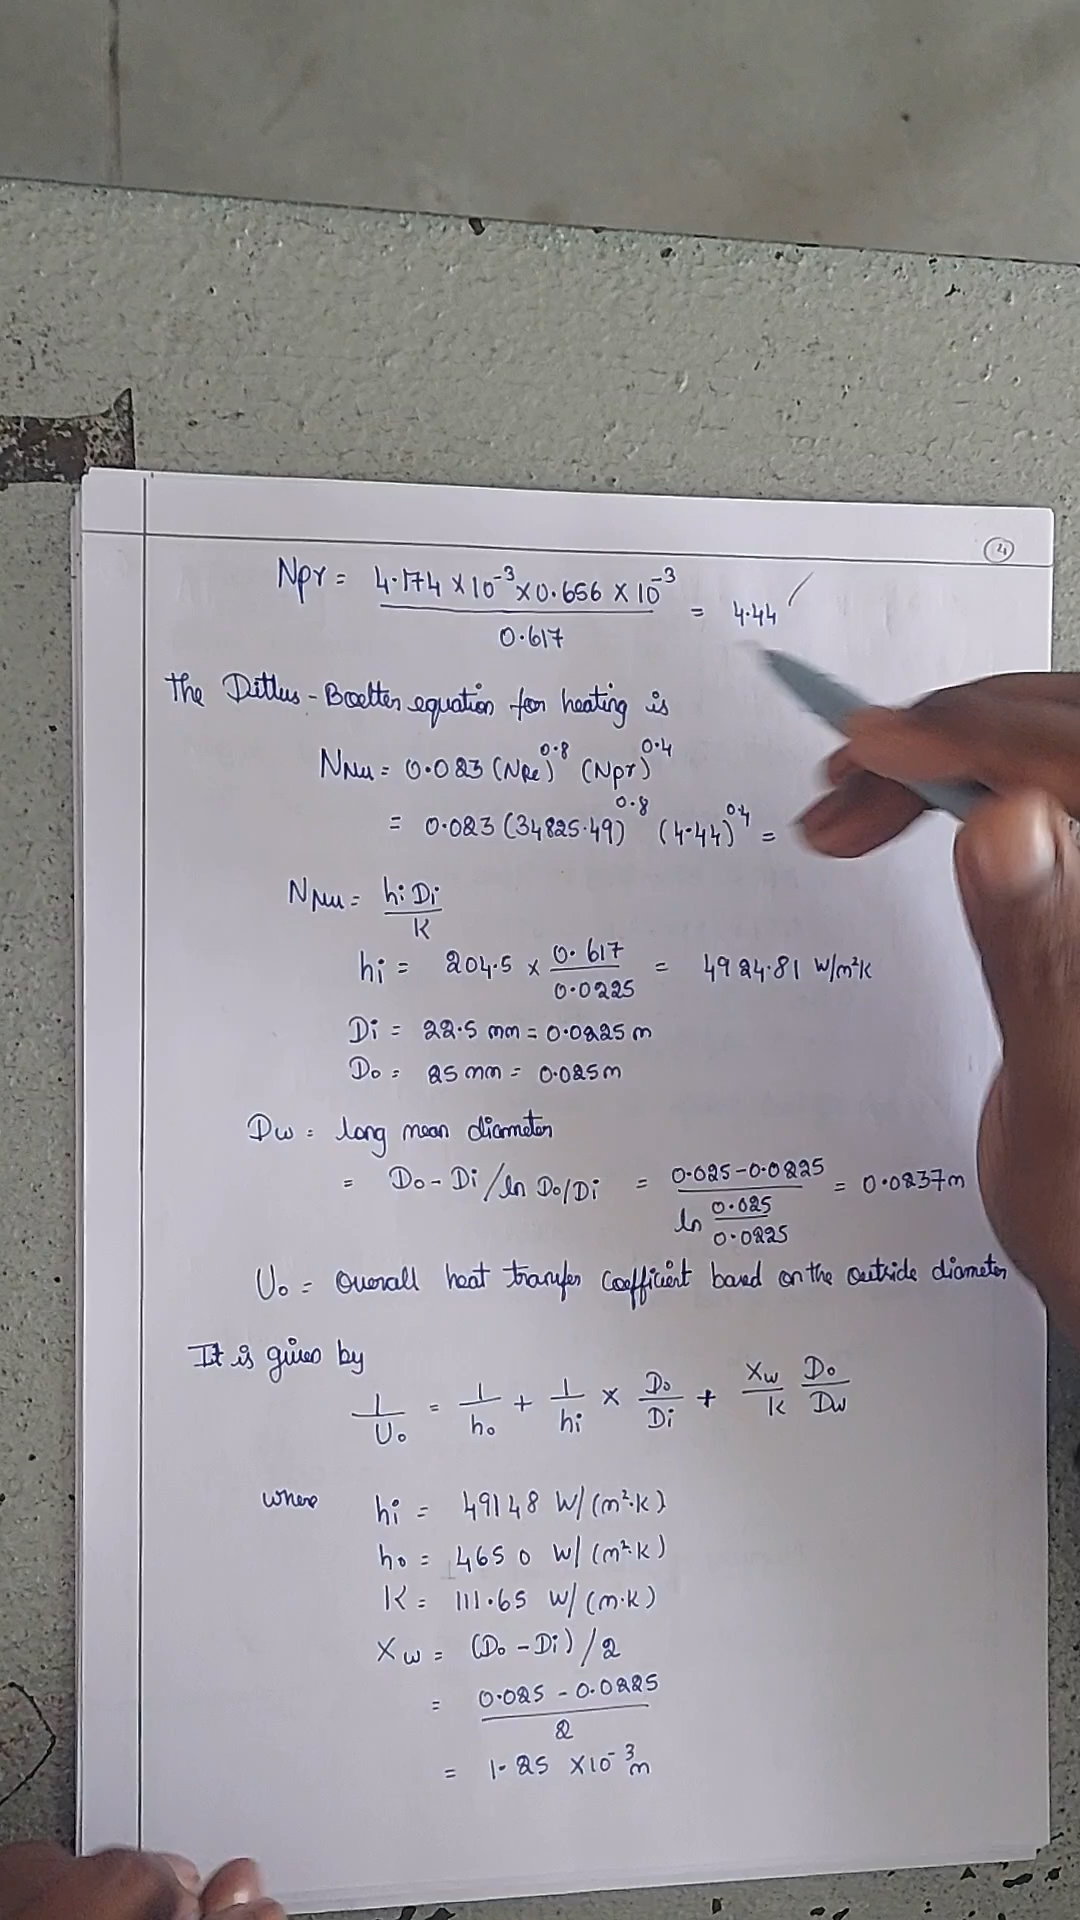 4
Npr = 4.174 × 10⁻³ × 0.656 × 10⁻³ / 0.617 = 4.44
The Dittus - Boelter equation for heating is
NNu = 0.023 (NRe)^0.8 (Npr)^0.4
= 0.023 (34825.49)^0.8 (4.44)^0.4 =
NNu = hi Di / K
hi = 204.5 × 0.617 / 0.0225 = 4924.81 W/m²K
Di = 22.5 mm = 0.0225 m
Do = 25 mm = 0.025 m
Dw = long mean diameter
= Do - Di / ln Do/Di = 0.025 - 0.0225 / ln 0.025 / 0.0225 = 0.0237 m
Uo = Overall heat transfer coefficient based on the outside diameter
It is given by
1/Uo = 1/ho + 1/hi × Do/Di + Xw/K Do/Dw
where hi = 49148 W/(m².K)
ho = 4650 W/(m².K)
K = 111.65 W/(m.K)
Xw = (Do - Di) / 2
= 0.025 - 0.0225 / 2
= 1.25 × 10⁻³ m